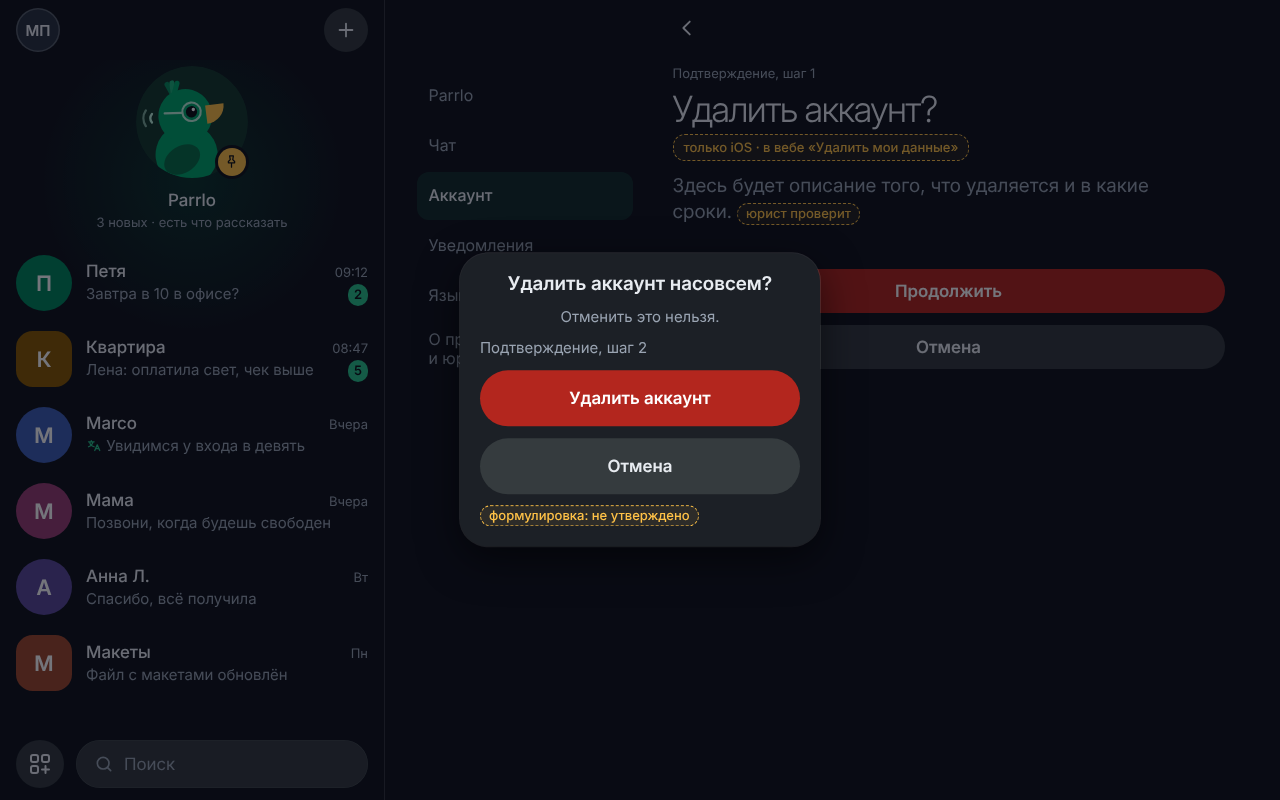 МП
Parrlo
3 новых · есть что рассказать
П
Петя
09:12
Завтра в 10 в офисе?
2
К
Квартира
08:47
Лена: оплатила свет, чек выше
5
M
Marco
Вчера
Увидимся у входа в девять
М
Мама
Вчера
Позвони, когда будешь свободен
А
Анна Л.
Вт
Спасибо, всё получила
М
Макеты
Пн
Файл с макетами обновлён
Поиск
Parrlo
Чат
Аккаунт
Уведомления
Подтверждение, шаг 1
Удалить аккаунт?
только iOS · в вебе «Удалить мои данные»
Здесь будет описание того, что удаляется и в какие
сроки. юрист проверит
Продолжить
Отмена
Удалить аккаунт насовсем?
Отменить это нельзя.
Подтверждение, шаг 2
Удалить аккаунт
Отмена
формулировка: не утверждено